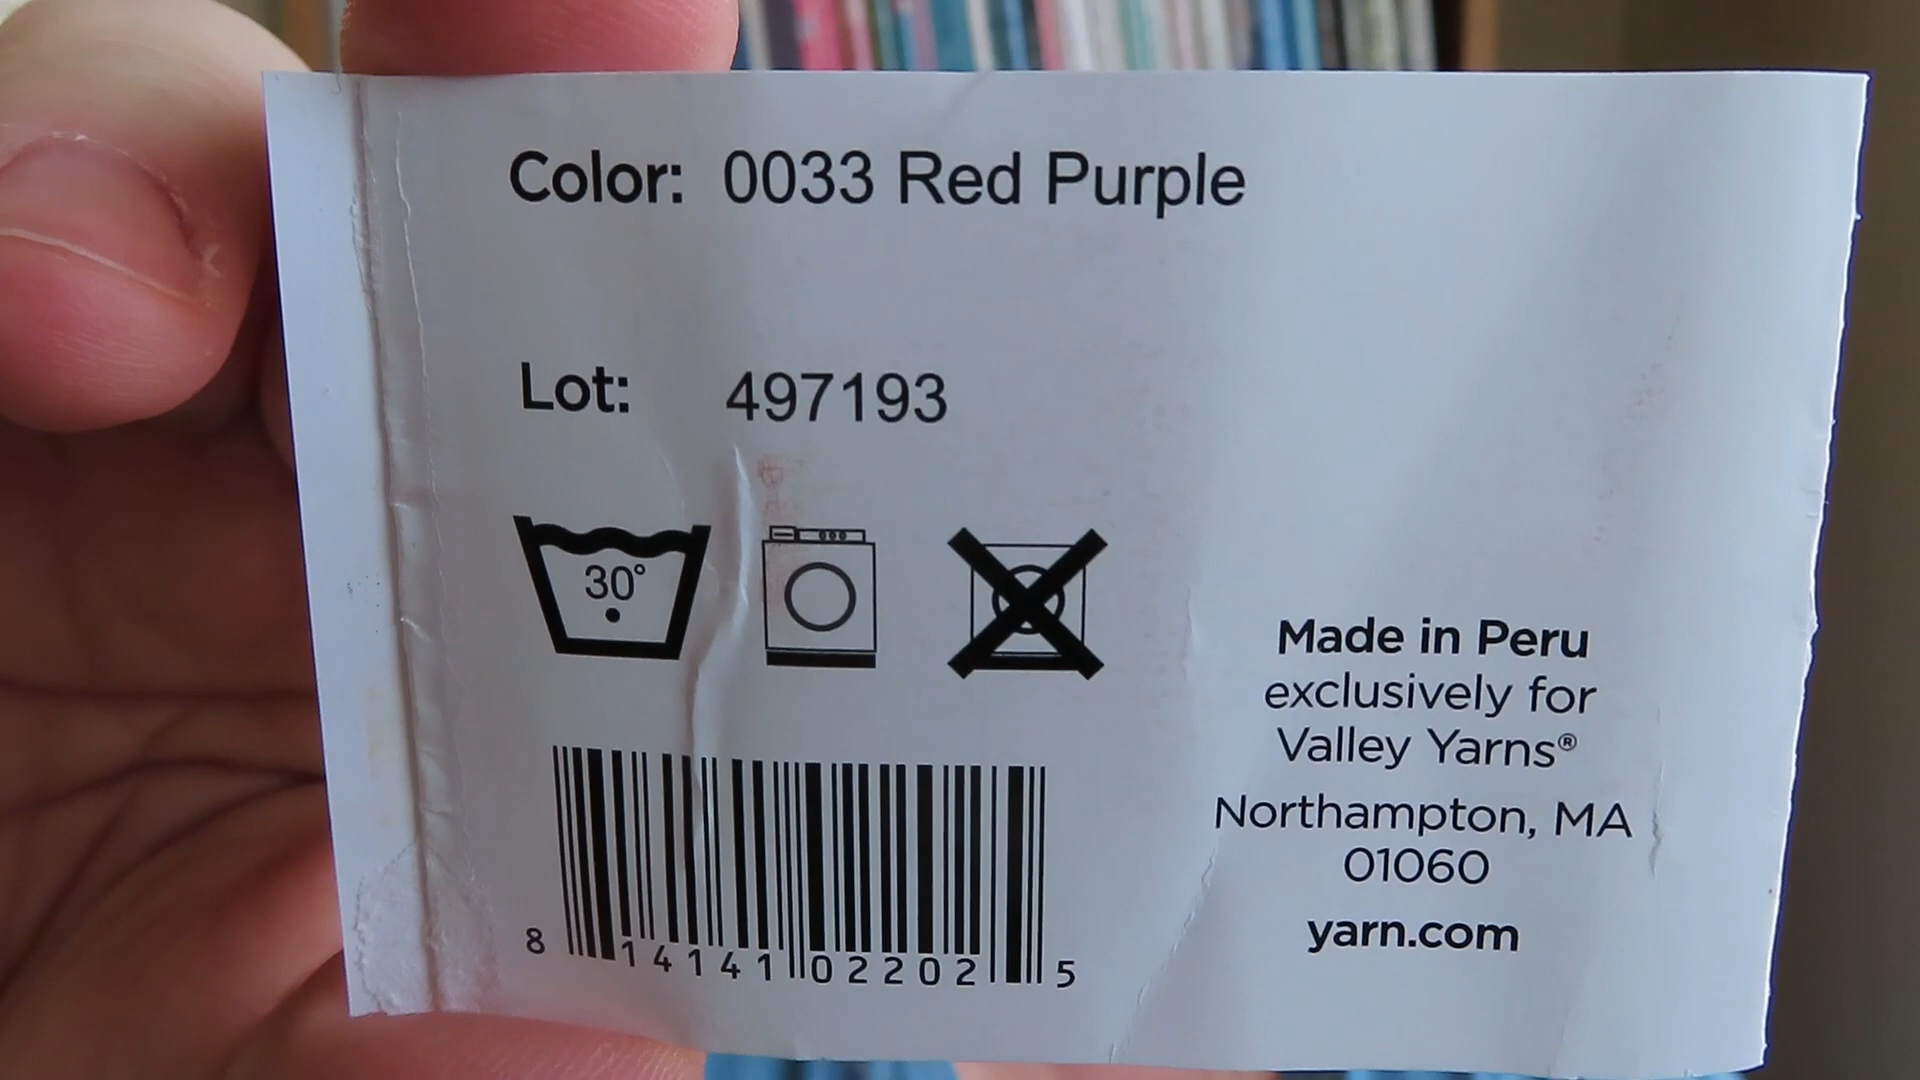 Color: 0033 Red Purple
Lot: 497193
30°
Made in Peru
exclusively for
Valley Yarns®
Northampton, MA
01060
yarn.com
8 14141 02202 5